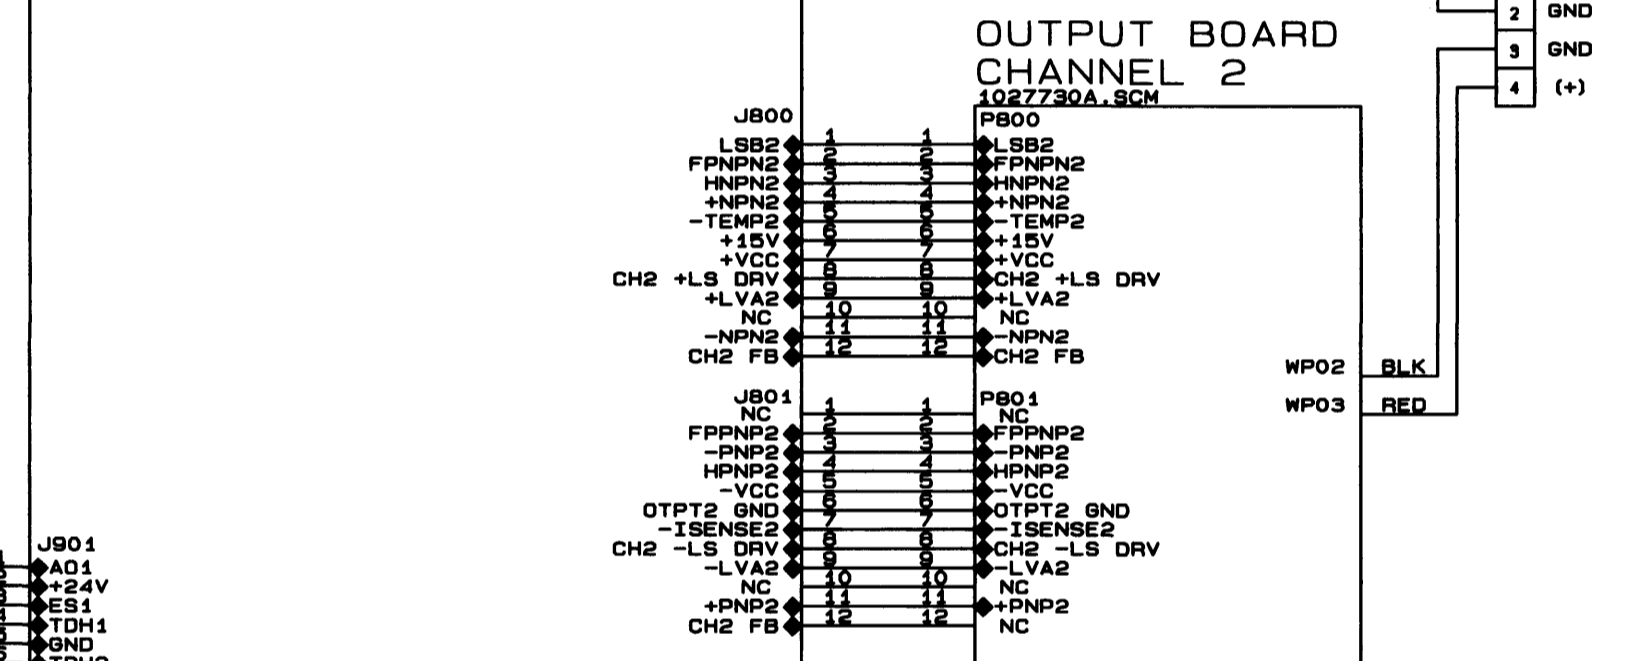 2 GND
OUTPUT BOARD
3 GND
CHANNEL 2
4 (+)
1027730A.SCM
J800 P800
LSB2 1 1 LSB2
FPNPN2 2 2 FPNPN2
HNPN2 3 3 HNPN2
+NPN2 4 4 +NPN2
-TEMP2 5 5 -TEMP2
+15V 6 6 +15V
+VCC 7 7 +VCC
CH2 +LS DRV 8 8 CH2 +LS DRV
+LVA2 9 9 +LVA2
NC 10 10 NC
-NPN2 11 11 -NPN2
CH2 FB 12 12 CH2 FB
WP02 BLK
J801 P801
WP03 RED
NC 1 1 NC
FPPNP2 2 2 FPPNP2
-PNP2 3 3 -PNP2
HPNP2 4 4 HPNP2
-VCC 5 5 -VCC
OTPT2 GND 6 6 OTPT2 GND
-ISENSE2 7 7 -ISENSE2
CH2 -LS DRV 8 8 CH2 -LS DRV
-LVA2 9 9 -LVA2
NC 10 10 NC
+PNP2 11 11 +PNP2
CH2 FB 12 12 NC
J901
AO1
+24V
ES1
TDH1
GND